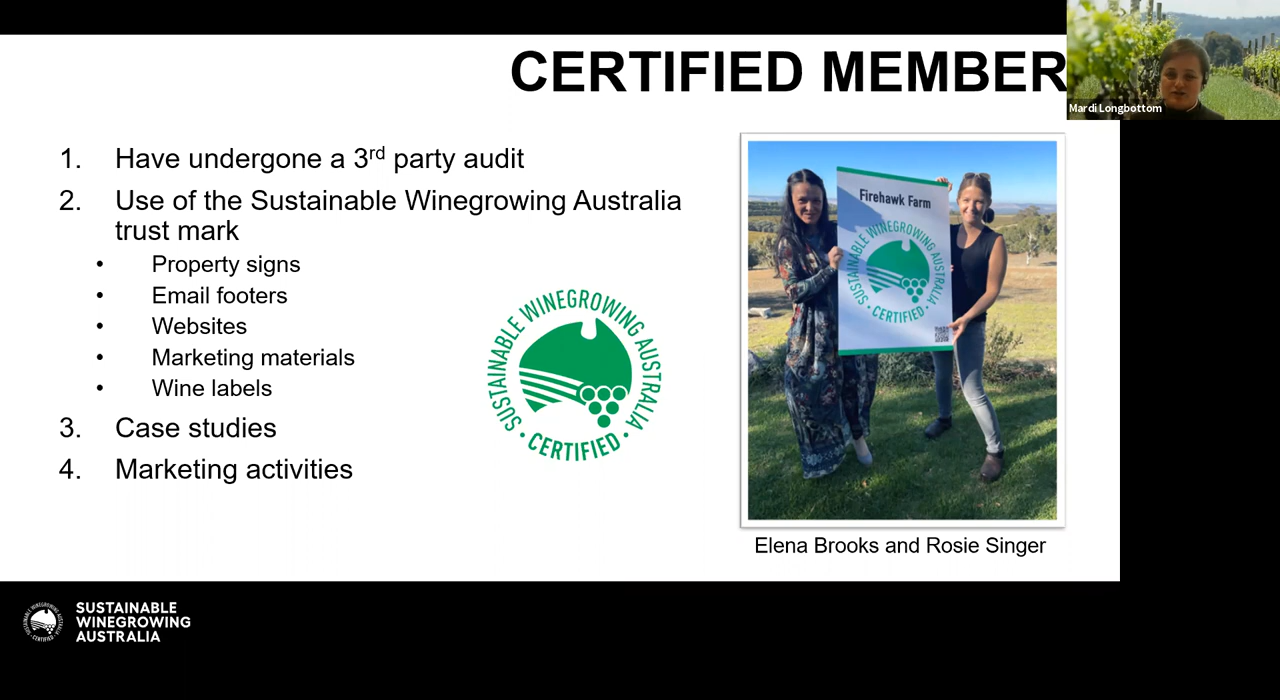 CERTIFIED MEMBER
Mardi Longbottom
1. Have undergone a 3rd party audit
2. Use of the Sustainable Winegrowing Australia
trust mark
• Property signs
• Email footers
• Websites
• Marketing materials
• Wine labels
3. Case studies
4. Marketing activities
SUSTAINABLE WINEGROWING AUSTRALIA
• CERTIFIED •
Firehawk Farm
SUSTAINABLE WINEGROWING AUSTRALIA
• CERTIFIED •
Elena Brooks and Rosie Singer
SUSTAINABLE
WINEGROWING
AUSTRALIA